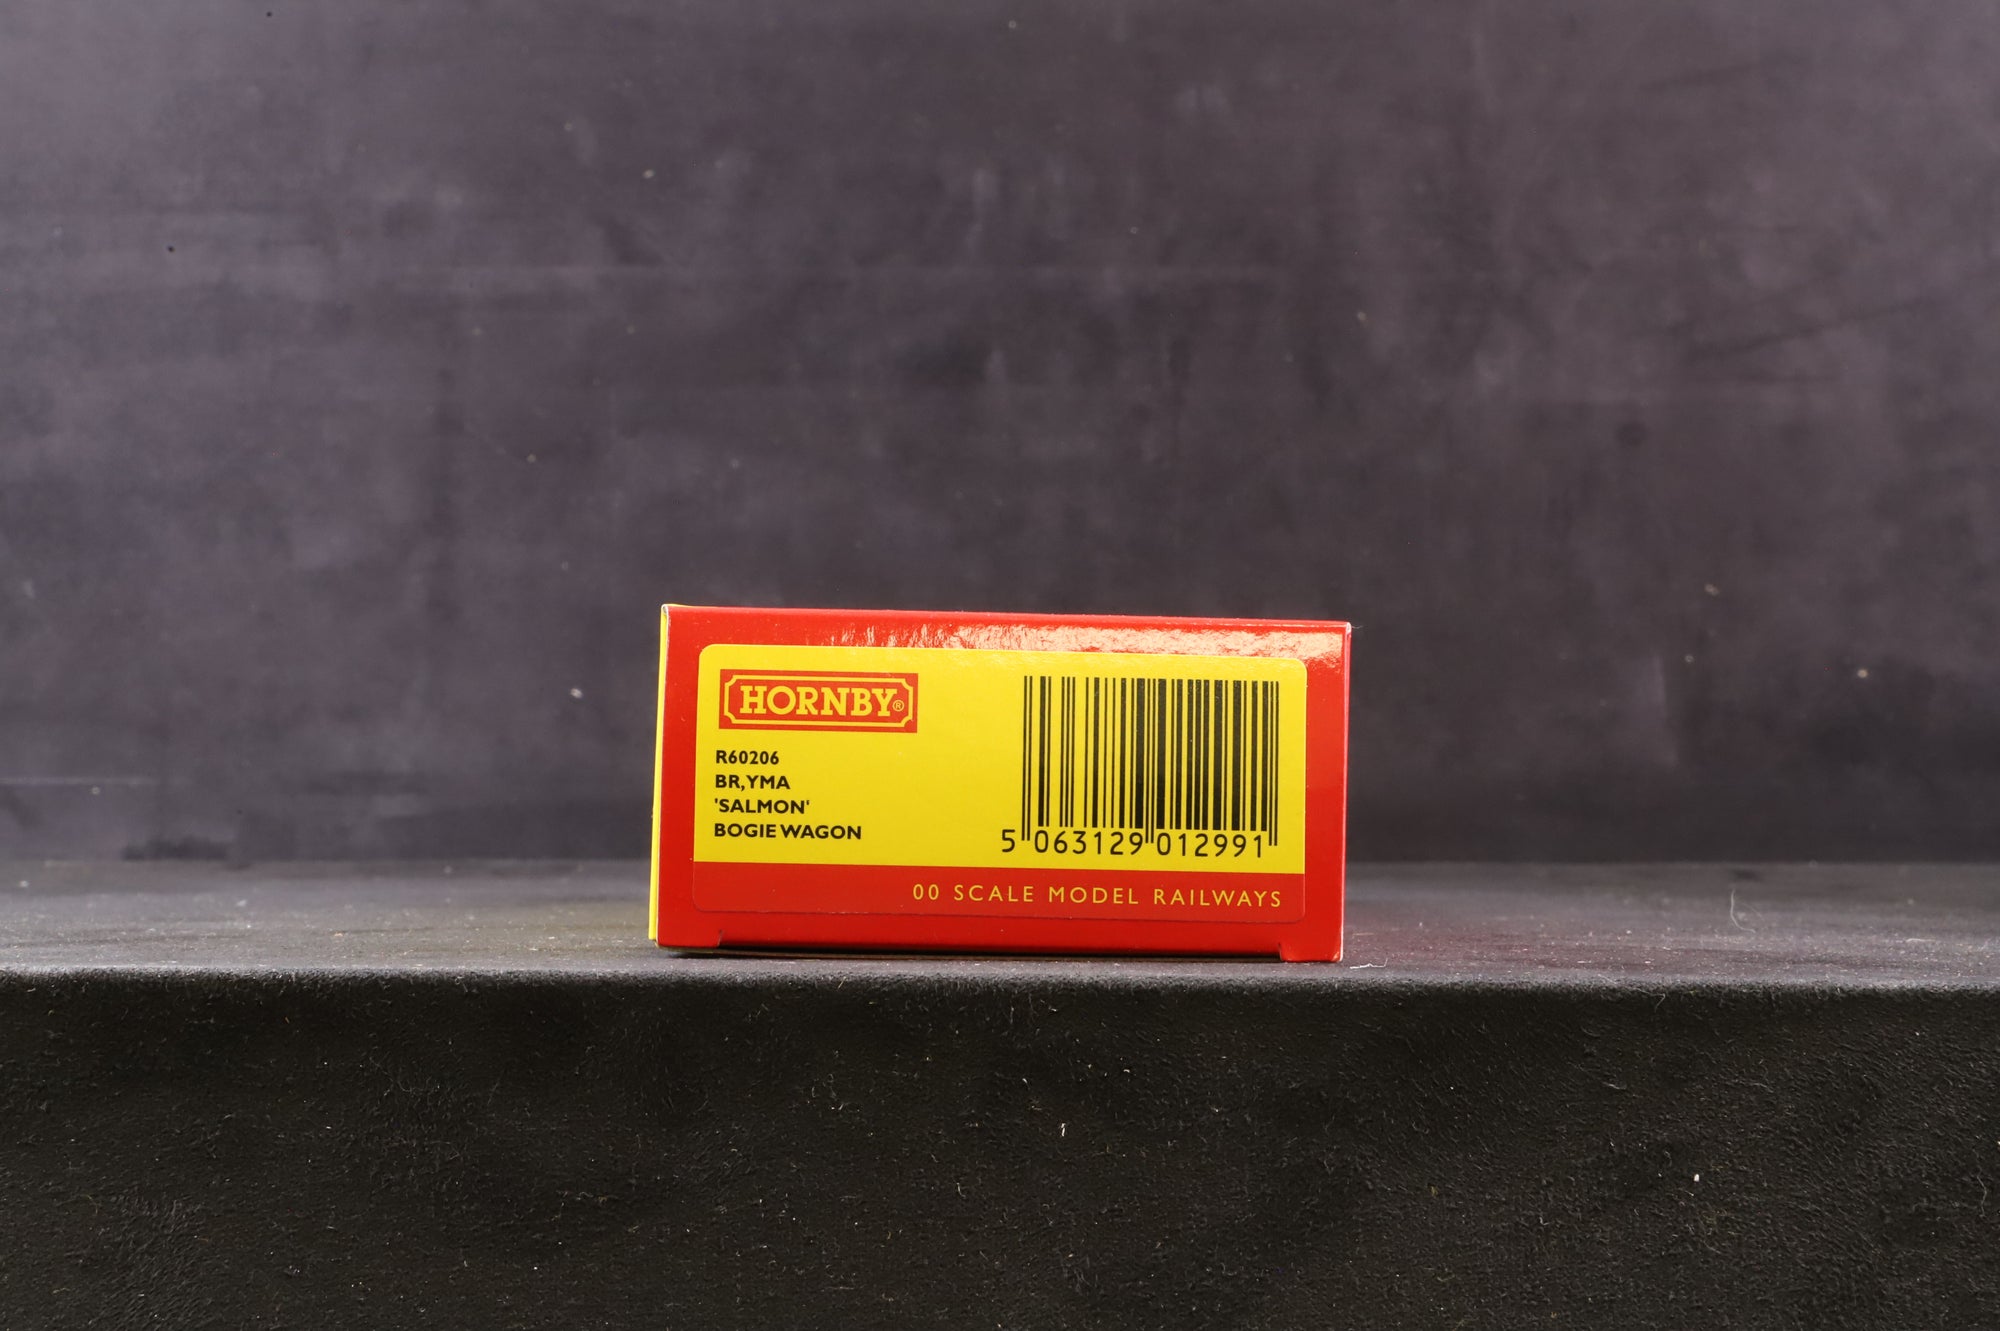 HORNBY®
R60206
BR, YMA
'SALMON'
BOGIE WAGON
5 063129 012991
00 SCALE MODEL RAILWAYS